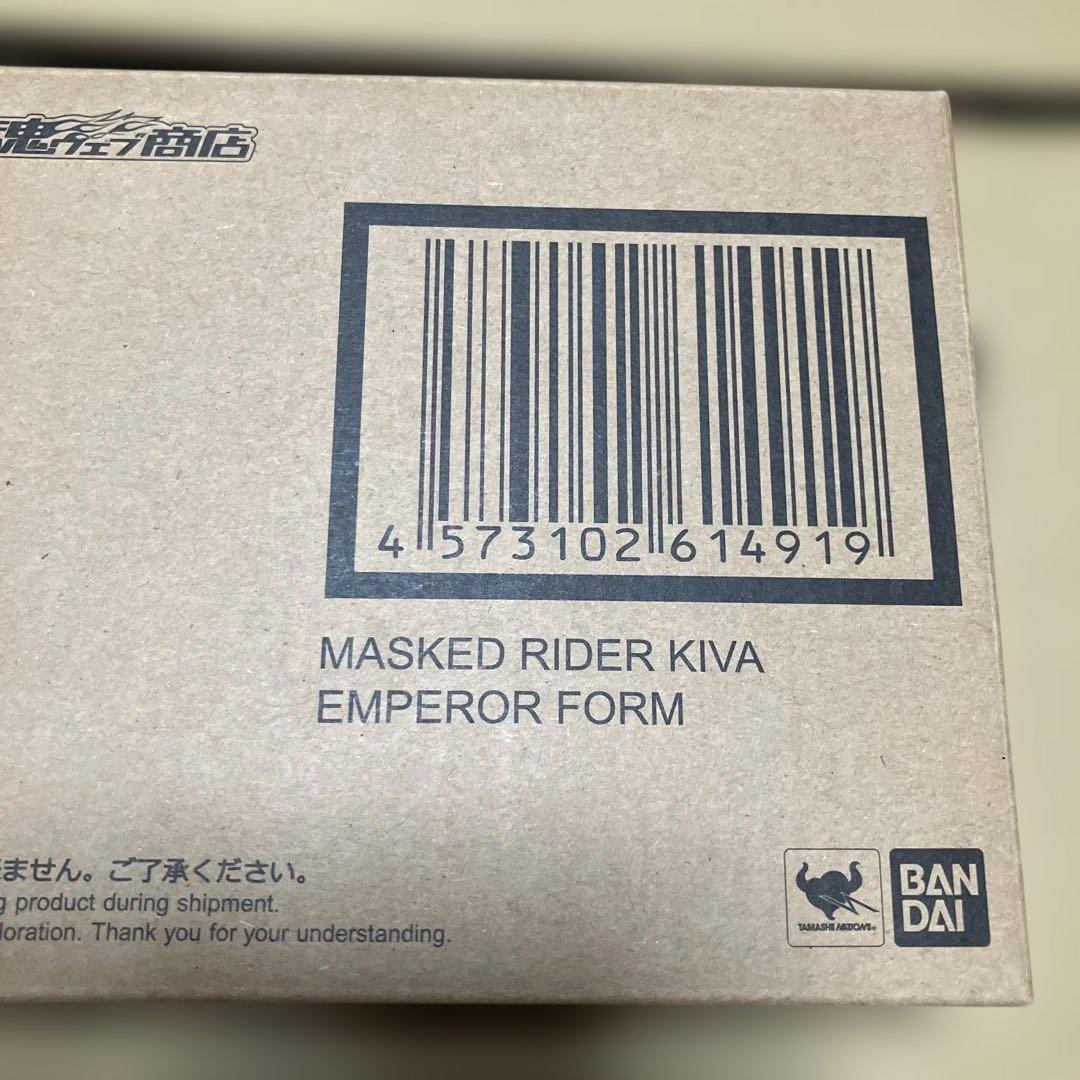 魂ウェブ商店
4 573102 614919
MASKED RIDER KIVA
EMPEROR FORM
ません。ご了承ください。
product during shipment.
Thank you for your understanding.
TAMASHII NATIONS
BAN
DAI